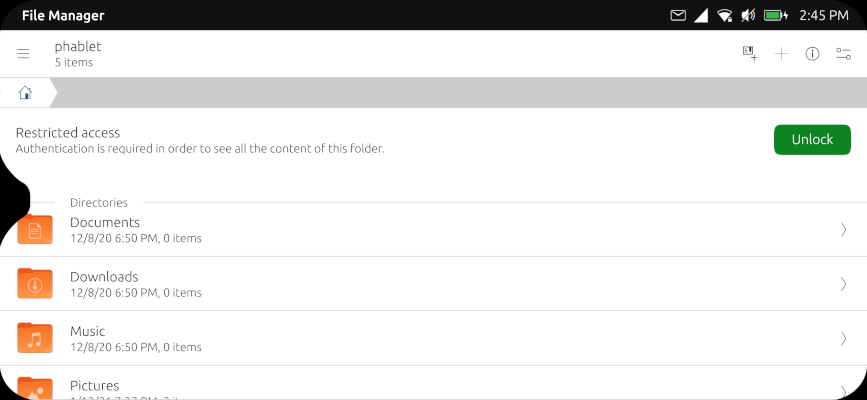 File Manager
2:45 PM
phablet
5 items
Restricted access
Authentication is required in order to see all the content of this folder.
Unlock
Directories
Documents
12/8/20 6:50 PM, 0 items
Downloads
12/8/20 6:50 PM, 0 items
Music
12/8/20 6:50 PM, 0 items
Pictures